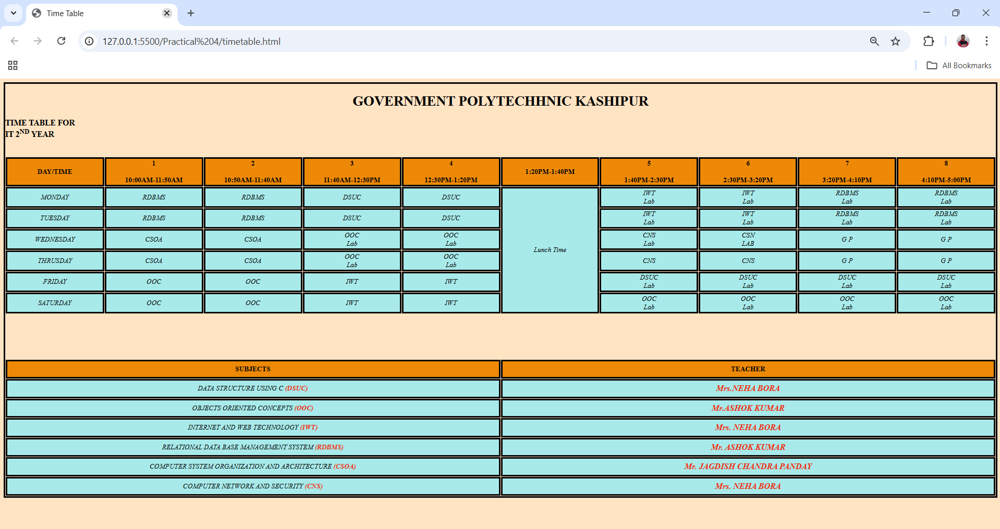 Time Table
127.0.0.1:5500/Practical%204/timetable.html
All Bookmarks
GOVERNMENT POLYTECHHNIC KASHIPUR
TIME TABLE FOR
IT 2ND YEAR
DAY/TIME 1 10:00AM-11:50AM 2 10:50AM-11:40AM 3 11:40AM-12:30PM 4 12:30PM-1:20PM 1:20PM-1:40PM 5 1:40PM-2:30PM 6 2:30PM-3:20PM 7 3:20PM-4:10PM 8 4:10PM-5:00PM
MONDAY RDBMS RDBMS DSUC DSUC Lunch Time IWT Lab IWT Lab RDBMS Lab RDBMS Lab
TUESDAY RDBMS RDBMS DSUC DSUC IWT Lab IWT Lab RDBMS Lab RDBMS Lab
WEDNESDAY CSOA CSOA OOC Lab OOC Lab CNS Lab CSN LAB G P G P
THRUSDAY CSOA CSOA OOC Lab OOC Lab CNS CNS G P G P
FRIDAY OOC OOC IWT IWT DSUC Lab DSUC Lab DSUC Lab DSUC Lab
SATURDAY OOC OOC IWT IWT OOC Lab OOC Lab OOC Lab OOC Lab
SUBJECTS TEACHER
DATA STRUCTURE USING C (DSUC) Mrs.NEHA BORA
OBJECTS ORIENTED CONCEPTS (OOC) Mr.ASHOK KUMAR
INTERNET AND WEB TECHNOLOGY (IWT) Mrs. NEHA BORA
RELATIONAL DATA BASE MANAGEMENT SYSTEM (RDBMS) Mr. ASHOK KUMAR
COMPUTER SYSTEM ORGANIZATION AND ARCHITECTURE (CSOA) Mr. JAGDISH CHANDRA PANDAY
COMPUTER NETWORK AND SECURITY (CNS) Mrs. NEHA BORA